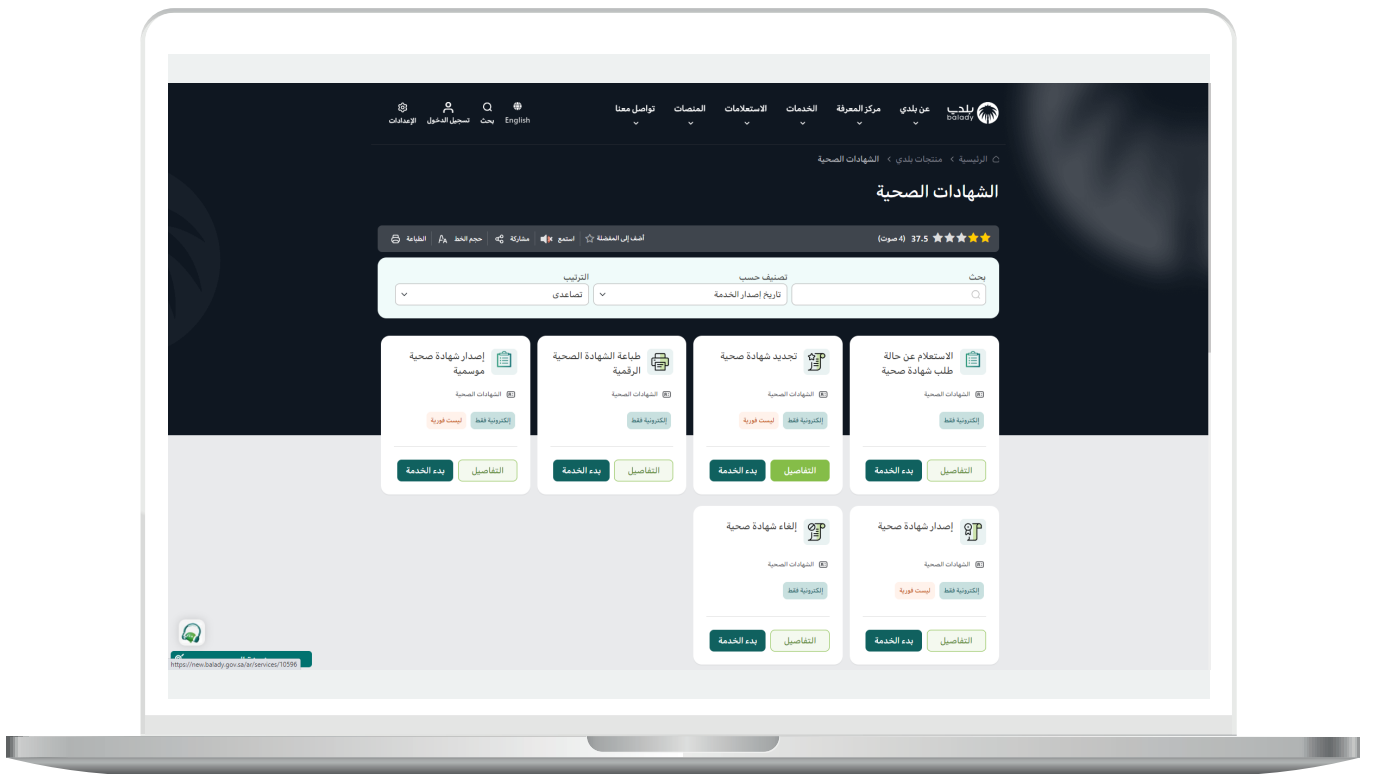 بلدي
balady
عن بلدي
مركز المعرفة
الخدمات
الاستعلامات
المنصات
تواصل معنا
English
بحث
تسجيل الدخول
الإعدادات
الرئيسية
منتجات بلدي
الشهادات الصحية
الشهادات الصحية
37.5 (4 صوت)
أضف إلى المفضلة
استمع
مشاركة
حجم الخط
الطباعة
بحث
تصنيف حسب
الترتيب
تاريخ إصدار الخدمة
تصاعدى
الاستعلام عن حالة
طلب شهادة صحية
الشهادات الصحية
إلكترونية فقط
التفاصيل
بدء الخدمة
تجديد شهادة صحية
الشهادات الصحية
إلكترونية فقط
ليست فورية
التفاصيل
بدء الخدمة
طباعة الشهادة الصحية
الرقمية
الشهادات الصحية
إلكترونية فقط
التفاصيل
بدء الخدمة
إصدار شهادة صحية
موسمية
الشهادات الصحية
إلكترونية فقط
ليست فورية
التفاصيل
بدء الخدمة
إصدار شهادة صحية
الشهادات الصحية
إلكترونية فقط
ليست فورية
التفاصيل
بدء الخدمة
إلغاء شهادة صحية
الشهادات الصحية
إلكترونية فقط
التفاصيل
بدء الخدمة
https://new.balady.gov.sa/ar/services/10596